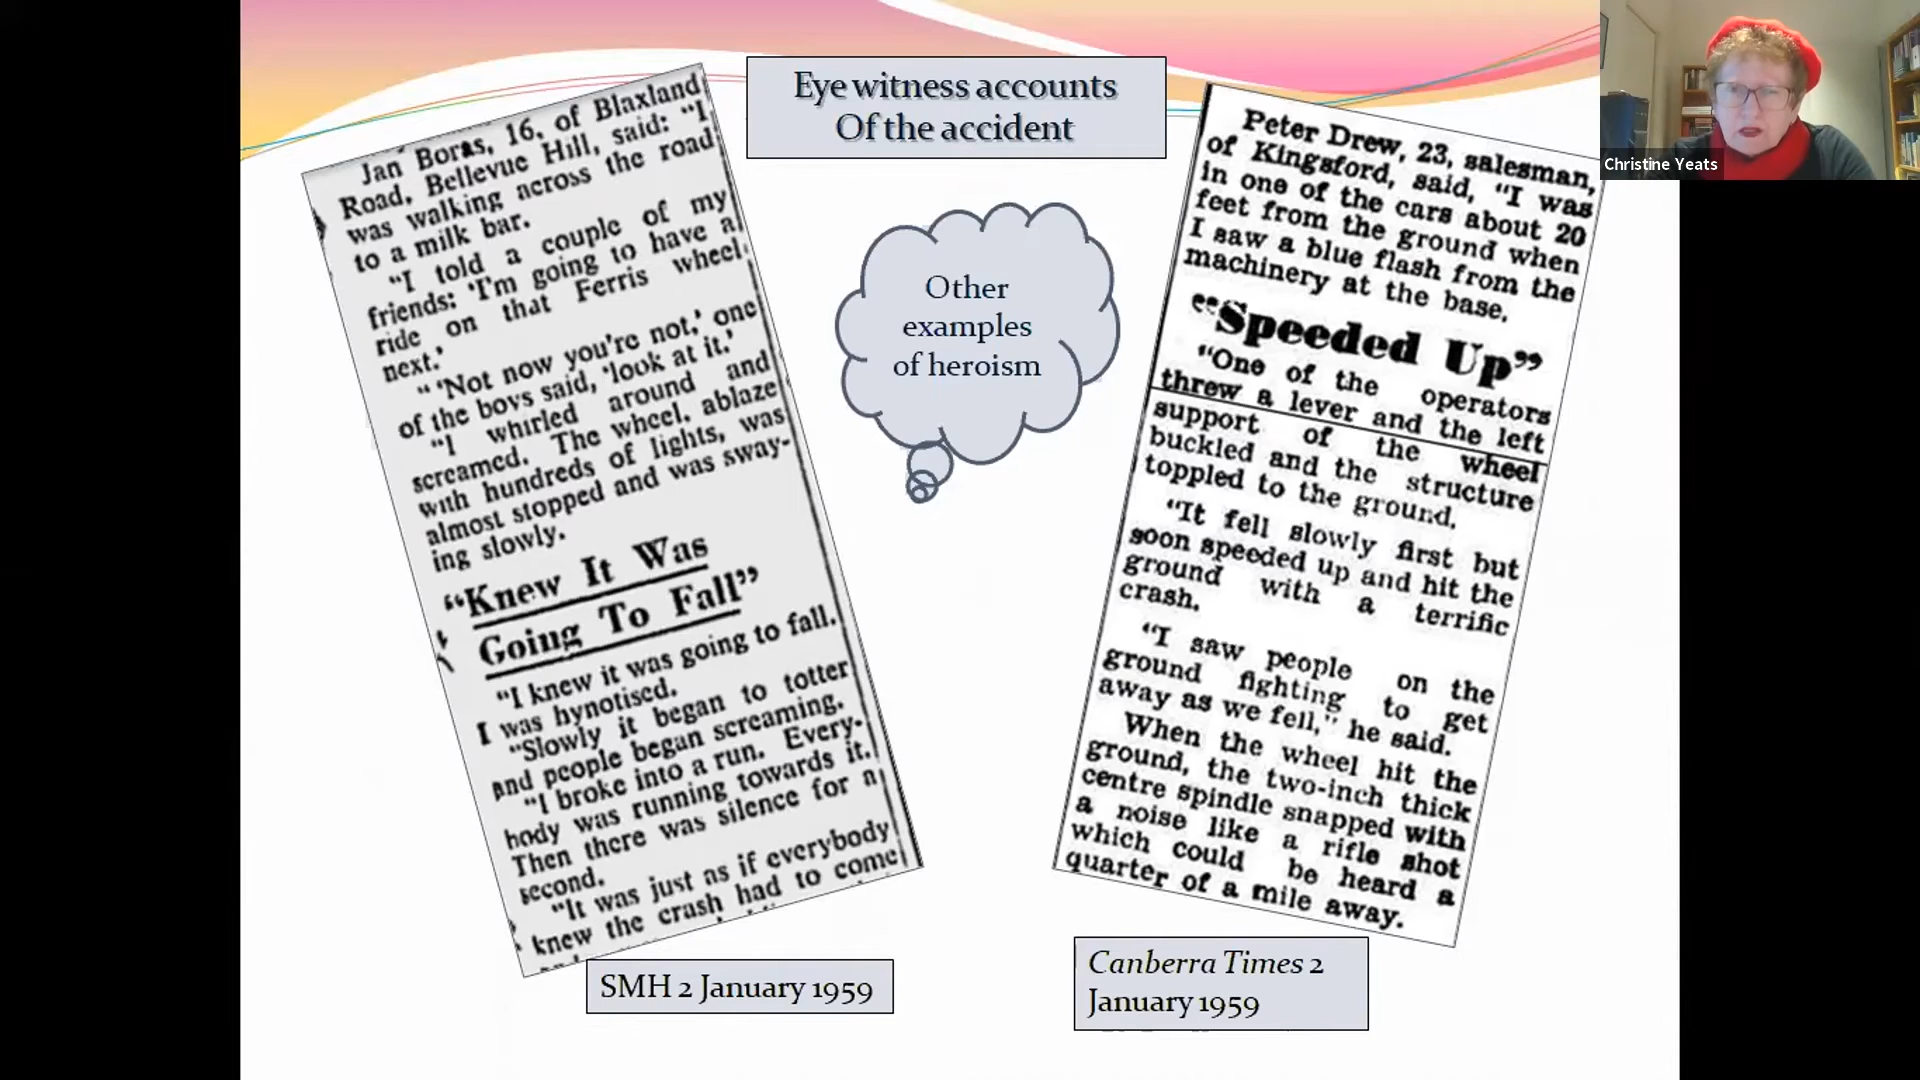 Eye witness accounts
Of the accident
Jan Boras, 16, of Blaxland
Road, Bellevue Hill, said: "I
was walking across the road
to a milk bar.
"I told a couple of my
friends: 'I'm going to have a
ride on that Ferris wheel
next.'
" 'Not now you're not,' one
of the boys said, 'look at it.'
"I whirled around and
screamed. The wheel, ablaze
with hundreds of lights, was
almost stopped and was sway-
ing slowly.
"Knew It Was
Going To Fall"
"I knew it was going to fall.
I was hynotised.
"Slowly it began to totter
and people began screaming.
"I broke into a run. Every-
body was running towards it.
Then there was silence for a
second.
"It was just as if everybody
knew the crash had to come
SMH 2 January 1959
Other
examples
of heroism
Peter Drew, 23, salesman,
of Kingsford, said, "I was
in one of the cars about 20
feet from the ground when
I saw a blue flash from the
machinery at the base.
"Speeded Up"
"One of the operators
threw a lever and the left
support of the wheel
buckled and the structure
toppled to the ground.
"It fell slowly first but
soon speeded up and hit the
ground with a terrific
crash.
"I saw people on the
ground fighting to get
away as we fell," he said.
When the wheel hit the
ground, the two-inch thick
centre spindle snapped with
a noise like a rifle shot
which could be heard a
quarter of a mile away.
Canberra Times 2
January 1959
Christine Yeats